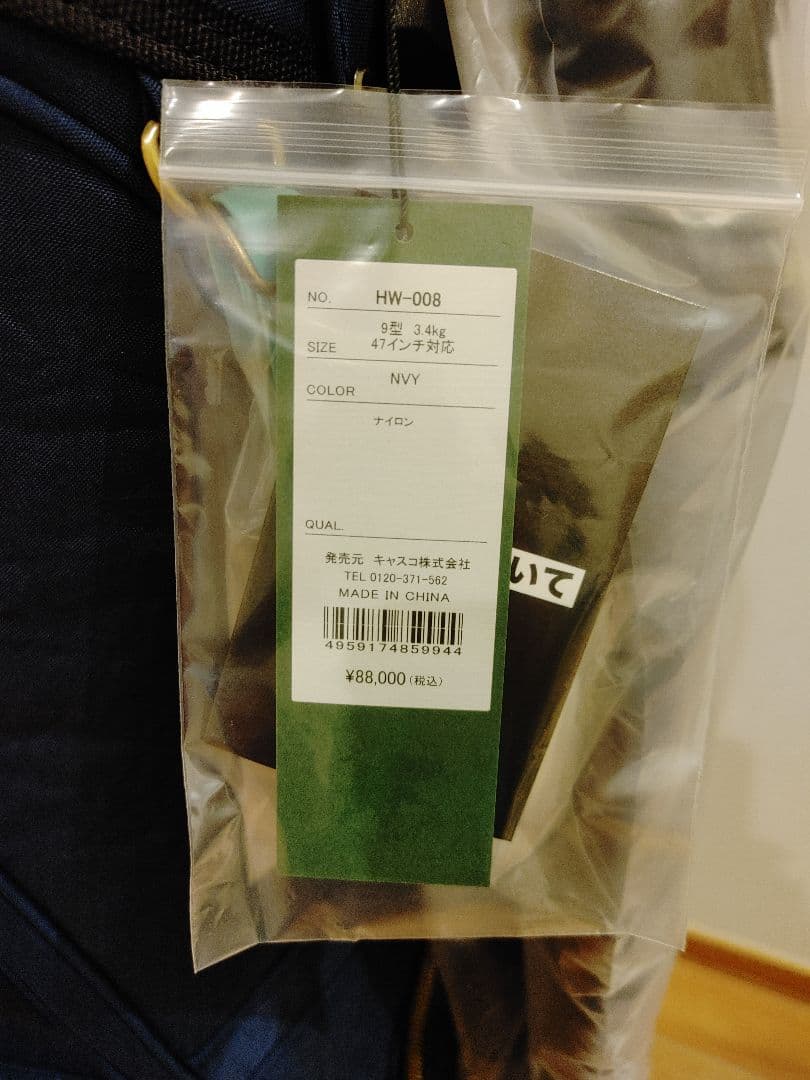 NO. HW-008
9型 3.4kg
SIZE 47インチ対応
NVY
COLOR
ナイロン
QUAL.
発売元 キャスコ株式会社
TEL 0120-371-562
MADE IN CHINA
4959174859944
¥88,000(税込)
いて